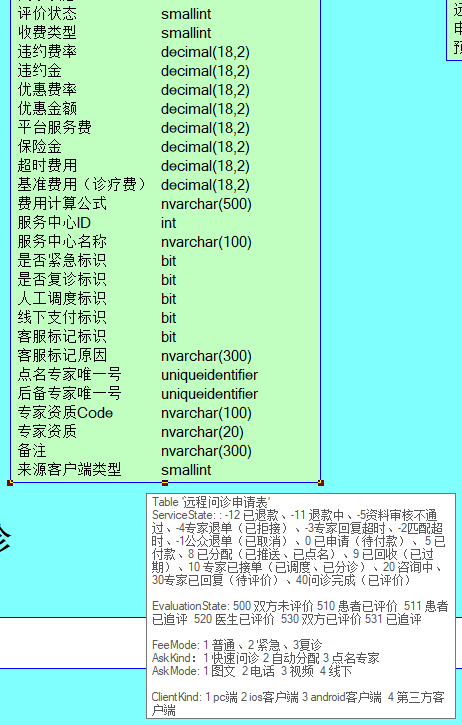 远
申
预
评价状态 smallint
收费类型 smallint
违约费率 decimal(18,2)
违约金 decimal(18,2)
优惠费率 decimal(18,2)
优惠金额 decimal(18,2)
平台服务费 decimal(18,2)
保险金 decimal(18,2)
超时费用 decimal(18,2)
基准费用（诊疗费） decimal(18,2)
费用计算公式 nvarchar(500)
服务中心ID int
服务中心名称 nvarchar(100)
是否紧急标识 bit
是否复诊标识 bit
人工调度标识 bit
线下支付标识 bit
客服标记标识 bit
客服标记原因 nvarchar(300)
点名专家唯一号 uniqueidentifier
后备专家唯一号 uniqueidentifier
专家资质Code nvarchar(100)
专家资质 nvarchar(20)
备注 nvarchar(300)
来源客户端类型 smallint
诊
Table '远程问诊申请表'
ServiceState: : -12 已退款、-11 退款中、-5资料审核不通
过、-4专家退单（已拒接）、-3专家回复超时、-2匹配超
时、-1公众退单（已取消）、0 已申请（待付款）、 5 已
付款、8 已分配（已推送、已点名）、9 已回收（已过
期）、 10 专家已接单（已调度、已分诊）、20 咨询中、
30专家已回复（待评价）、40问诊完成（已评价）
EvaluationState: 500 双方未评价 510 患者已评价 511 患者
已追评 520 医生已评价 530 双方已评价 531 已追评
FeeMode: 1 普通、2 紧急、3复诊
AskKind：1 快速问诊 2 自动分配 3 点名专家
AskMode: 1 图文 2 电话 3 视频 4 线下
ClientKind: 1 pc端 2 ios客户端 3 android客户端 4 第三方客
户端